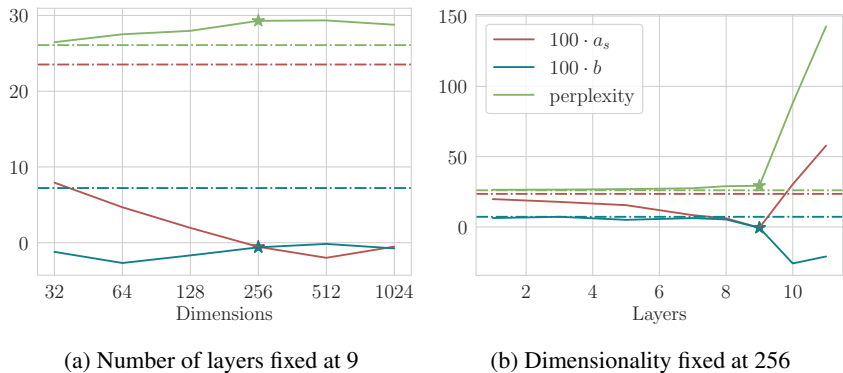 30
20
10
0
32
64
128
256
512
1024
Dimensions
(a) Number of layers fixed at 9
150
100
50
0
100 · a_s
100 · b
perplexity
2
4
6
8
10
Layers
(b) Dimensionality fixed at 256